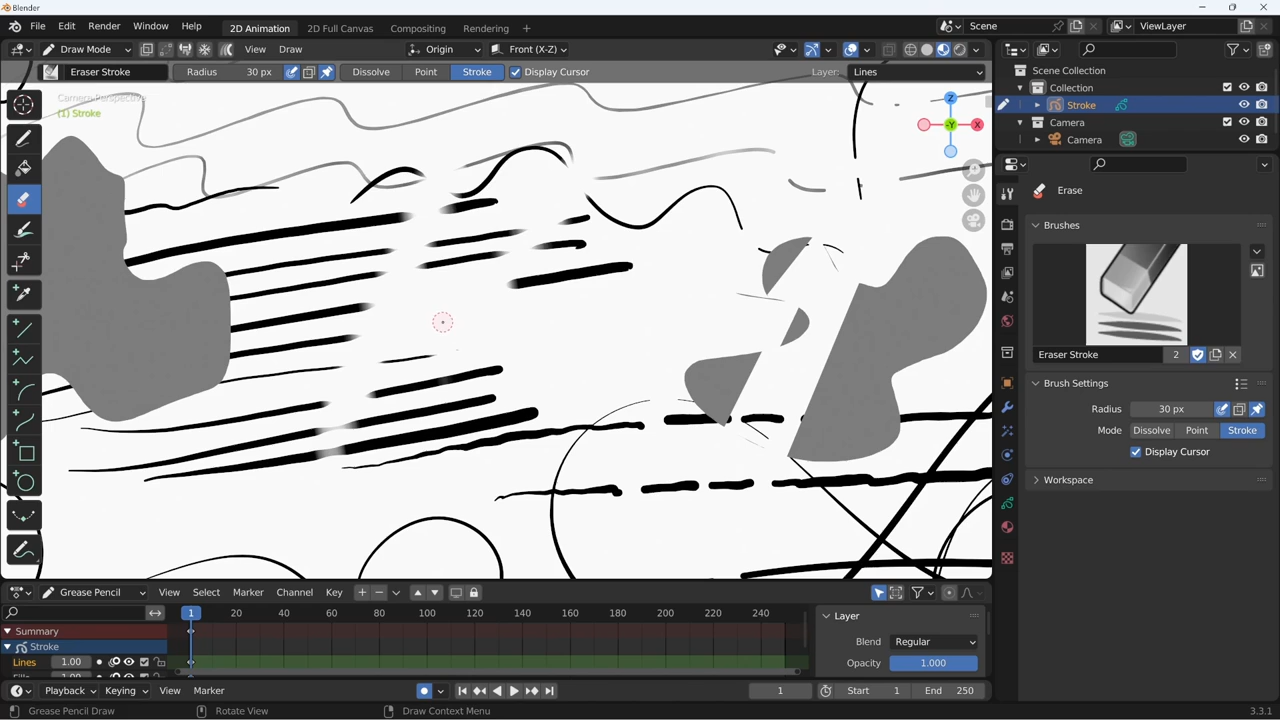 Blender
File Edit Render Window Help
2D Animation 2D Full Canvas Compositing Rendering
Scene
ViewLayer
Draw Mode View Draw Origin Front (X-Z)
Eraser Stroke Radius 30 px Dissolve Point Stroke Display Cursor Layer: Lines
Camera Perspective
(1) Stroke
Z
-Y
X
Scene Collection
Collection
Stroke
Camera
Camera
Erase
Brushes
Eraser Stroke 2
Brush Settings
Radius 30 px
Mode Dissolve Point Stroke
Display Cursor
Workspace
Grease Pencil View Select Marker Channel Key
1 20 40 60 80 100 120 140 160 180 200 220 240
Summary
Stroke
Lines 1.00
Layer
Blend Regular
Opacity 1.000
Playback Keying View Marker
1 Start 1 End 250
Grease Pencil Draw Rotate View Draw Context Menu 3.3.1